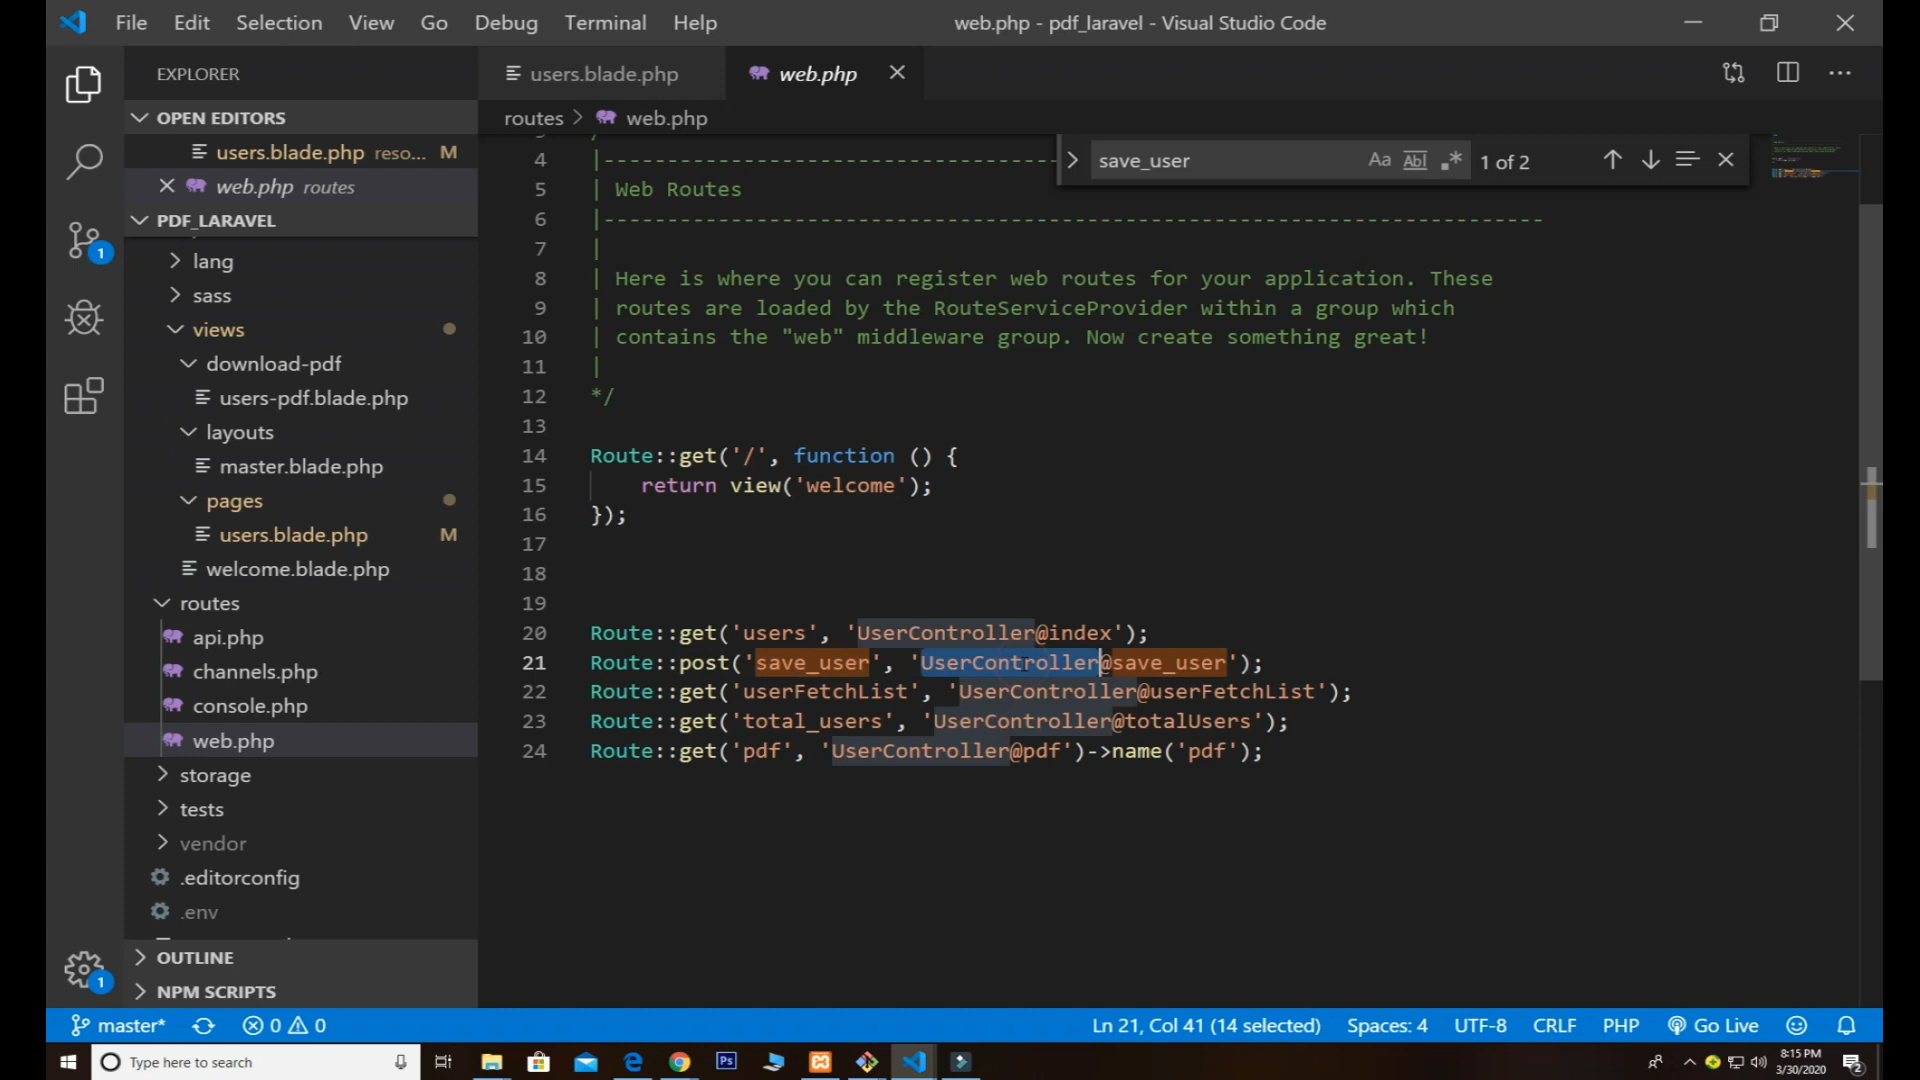 File Edit Selection View Go Debug Terminal Help
web.php - pdf_laravel - Visual Studio Code
EXPLORER
OPEN EDITORS
users.blade.php reso... M
web.php routes
PDF_LARAVEL
lang
sass
views
download-pdf
users-pdf.blade.php
layouts
master.blade.php
pages
users.blade.php M
welcome.blade.php
routes
api.php
channels.php
console.php
web.php
storage
tests
vendor
.editorconfig
.env
OUTLINE
NPM SCRIPTS
1
1
users.blade.php
web.php
routes > web.php
save_user Aa Abl .* 1 of 2
4 |-----------------------------------
5 | Web Routes
6 |--------------------------------------------------------------------------
7 |
8 | Here is where you can register web routes for your application. These
9 | routes are loaded by the RouteServiceProvider within a group which
10 | contains the "web" middleware group. Now create something great!
11 |
12 */
13
14 Route::get('/', function () {
15 return view('welcome');
16 });
17
18
19
20 Route::get('users', 'UserController@index');
21 Route::post('save_user', 'UserController@save_user');
22 Route::get('userFetchList', 'UserController@userFetchList');
23 Route::get('total_users', 'UserController@totalUsers');
24 Route::get('pdf', 'UserController@pdf')->name('pdf');
master* 0 0 Ln 21, Col 41 (14 selected) Spaces: 4 UTF-8 CRLF PHP Go Live
Type here to search
Ps
8:15 PM
3/30/2020
2